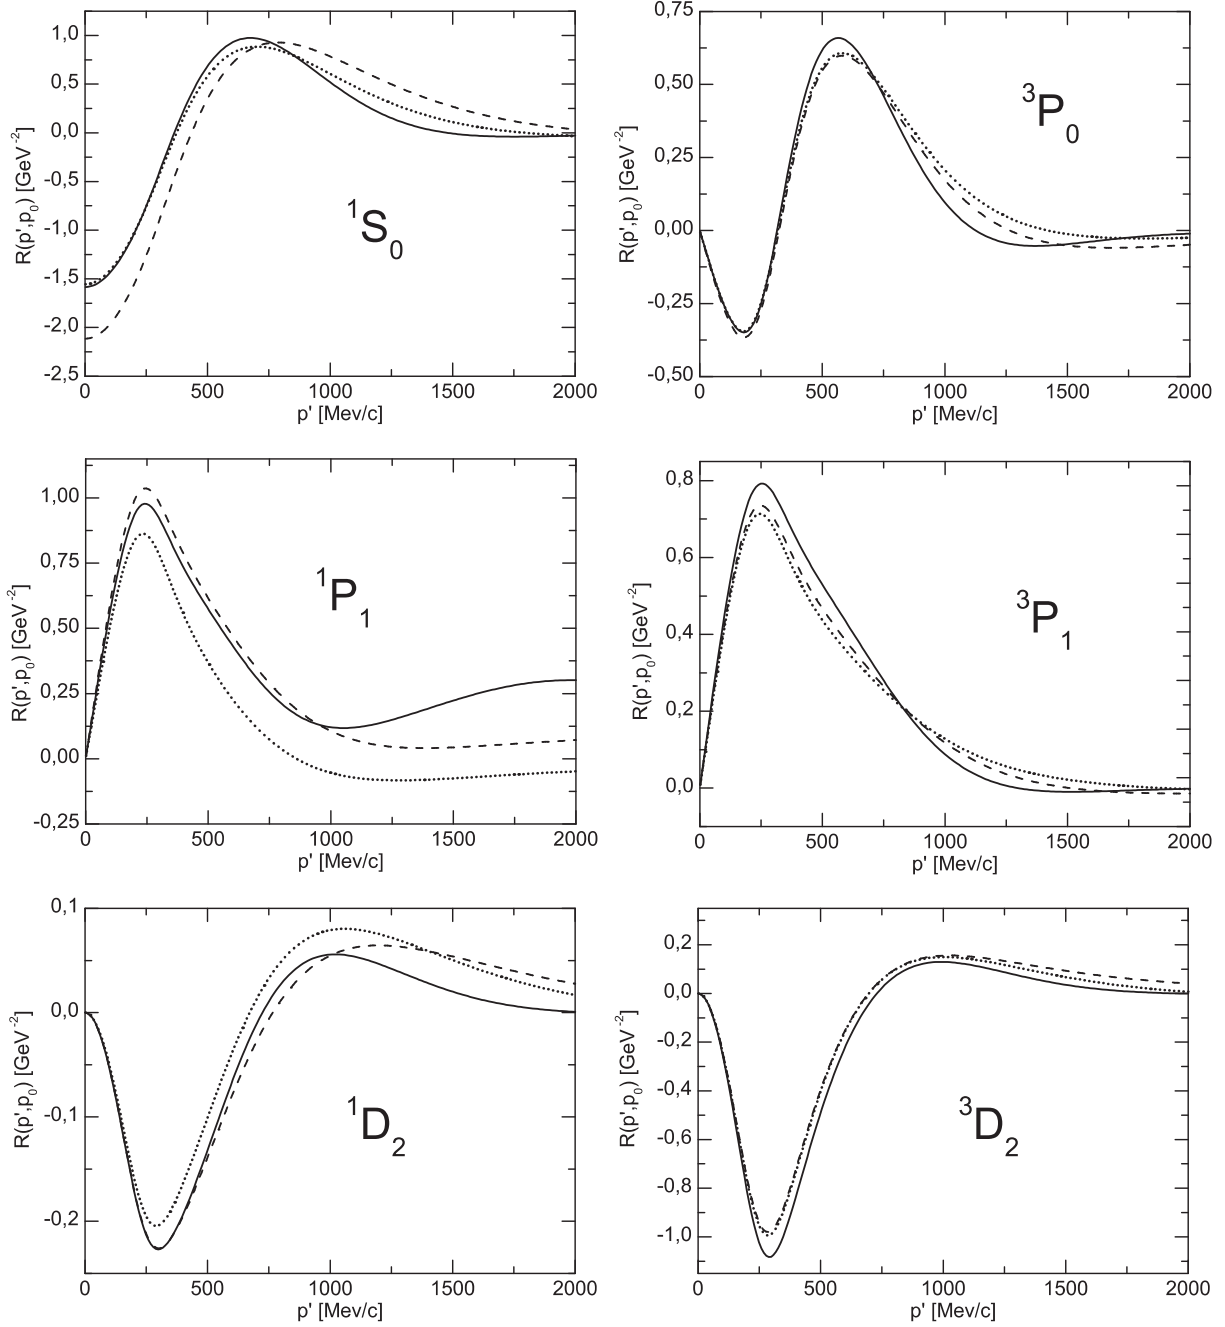 1,0
0,5
0,0
-0,5
-1,0
-1,5
-2,0
-2,5
R(p',p0) [GeV-2]
1S0
0 500 1000 1500 2000
p' [Mev/c]
0,75
0,50
0,25
0,00
-0,25
-0,50
R(p',p0) [GeV-2]
3P0
0 500 1000 1500 2000
p' [Mev/c]
1,00
0,75
0,50
0,25
0,00
-0,25
R(p',p0) [GeV-2]
1P1
0 500 1000 1500 2000
p' [Mev/c]
0,8
0,6
0,4
0,2
0,0
R(p',p0) [GeV-2]
3P1
0 500 1000 1500 2000
p' [Mev/c]
0,1
0,0
-0,1
-0,2
R(p',p0) [GeV-2]
1D2
0 500 1000 1500 2000
p' [Mev/c]
0,2
0,0
-0,2
-0,4
-0,6
-0,8
-1,0
R(p',p0) [GeV-2]
3D2
0 500 1000 1500 2000
p' [Mev/c]